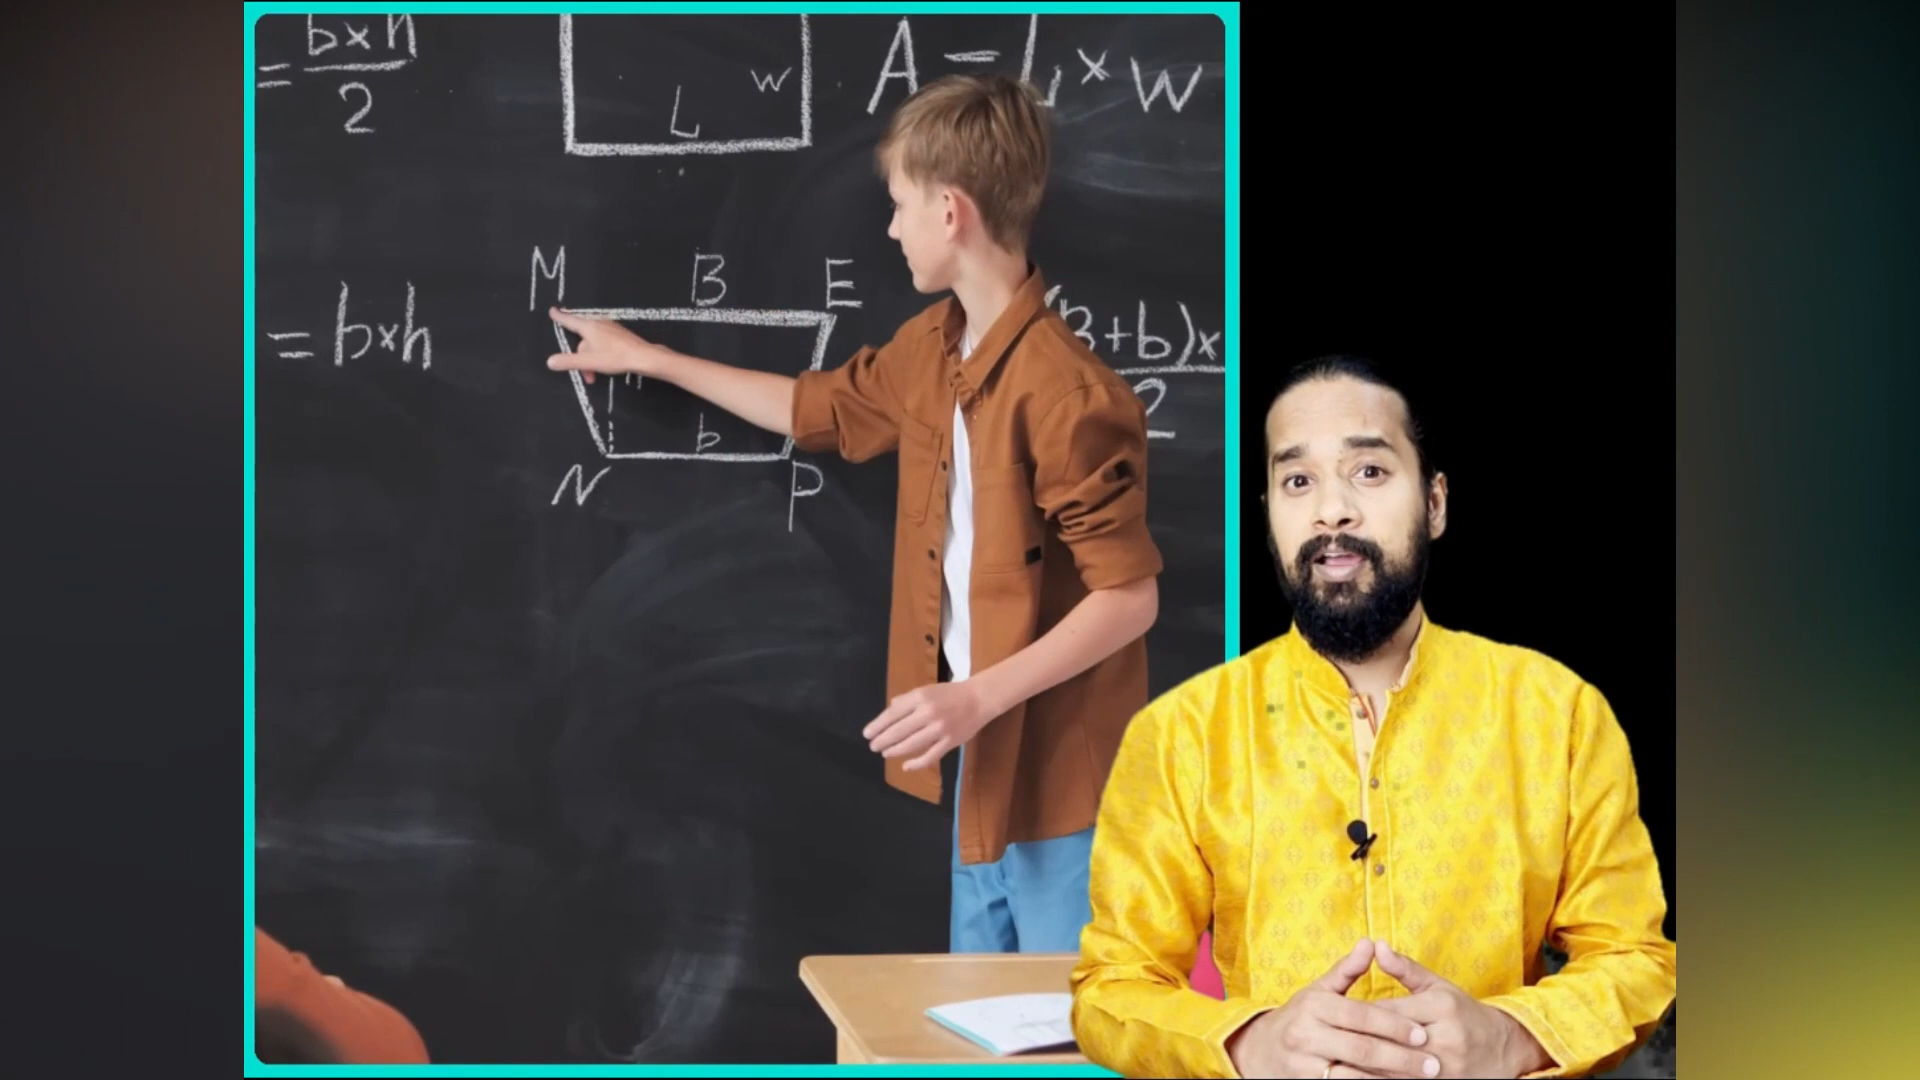 = b×h
2
L
w
A = L×w
M
B
E
= b×h
h
b
N
P
(B+b)×
2